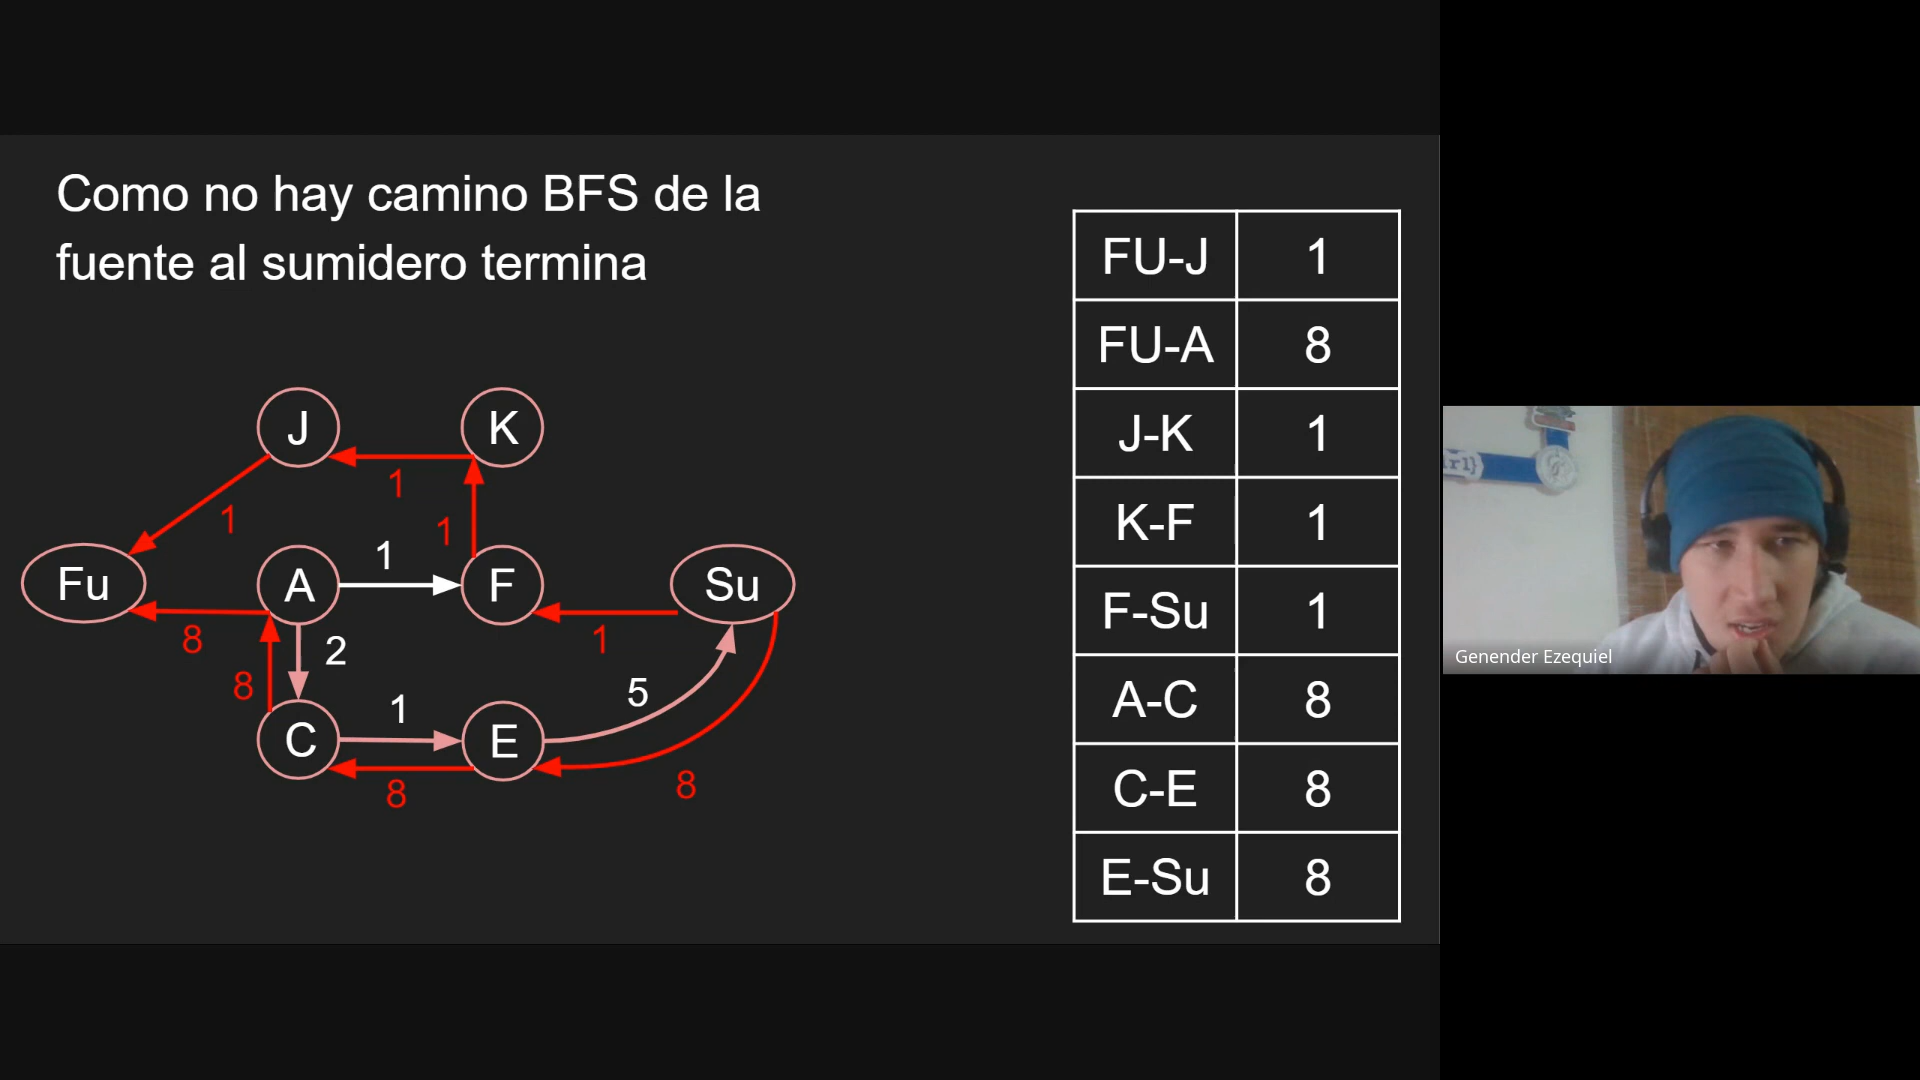 Como no hay camino BFS de la
fuente al sumidero termina
J
K
1
1
1
1
Fu
A
F
Su
8
2
1
8
5
1
C
E
8
8
FU-J 1
FU-A 8
J-K 1
K-F 1
F-Su 1
A-C 8
C-E 8
E-Su 8
Genender Ezequiel